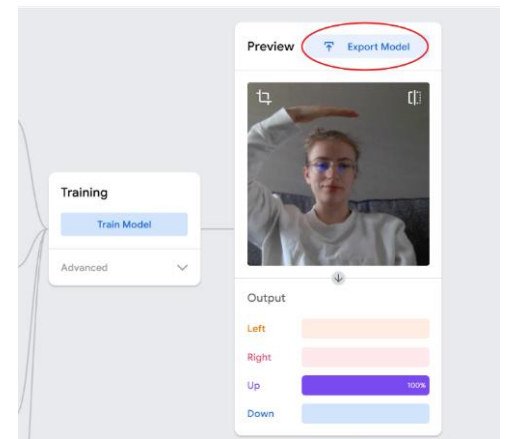 Preview
Export Model
Training
Train Model
Advanced
Output
Left
Right
Up
100%
Down